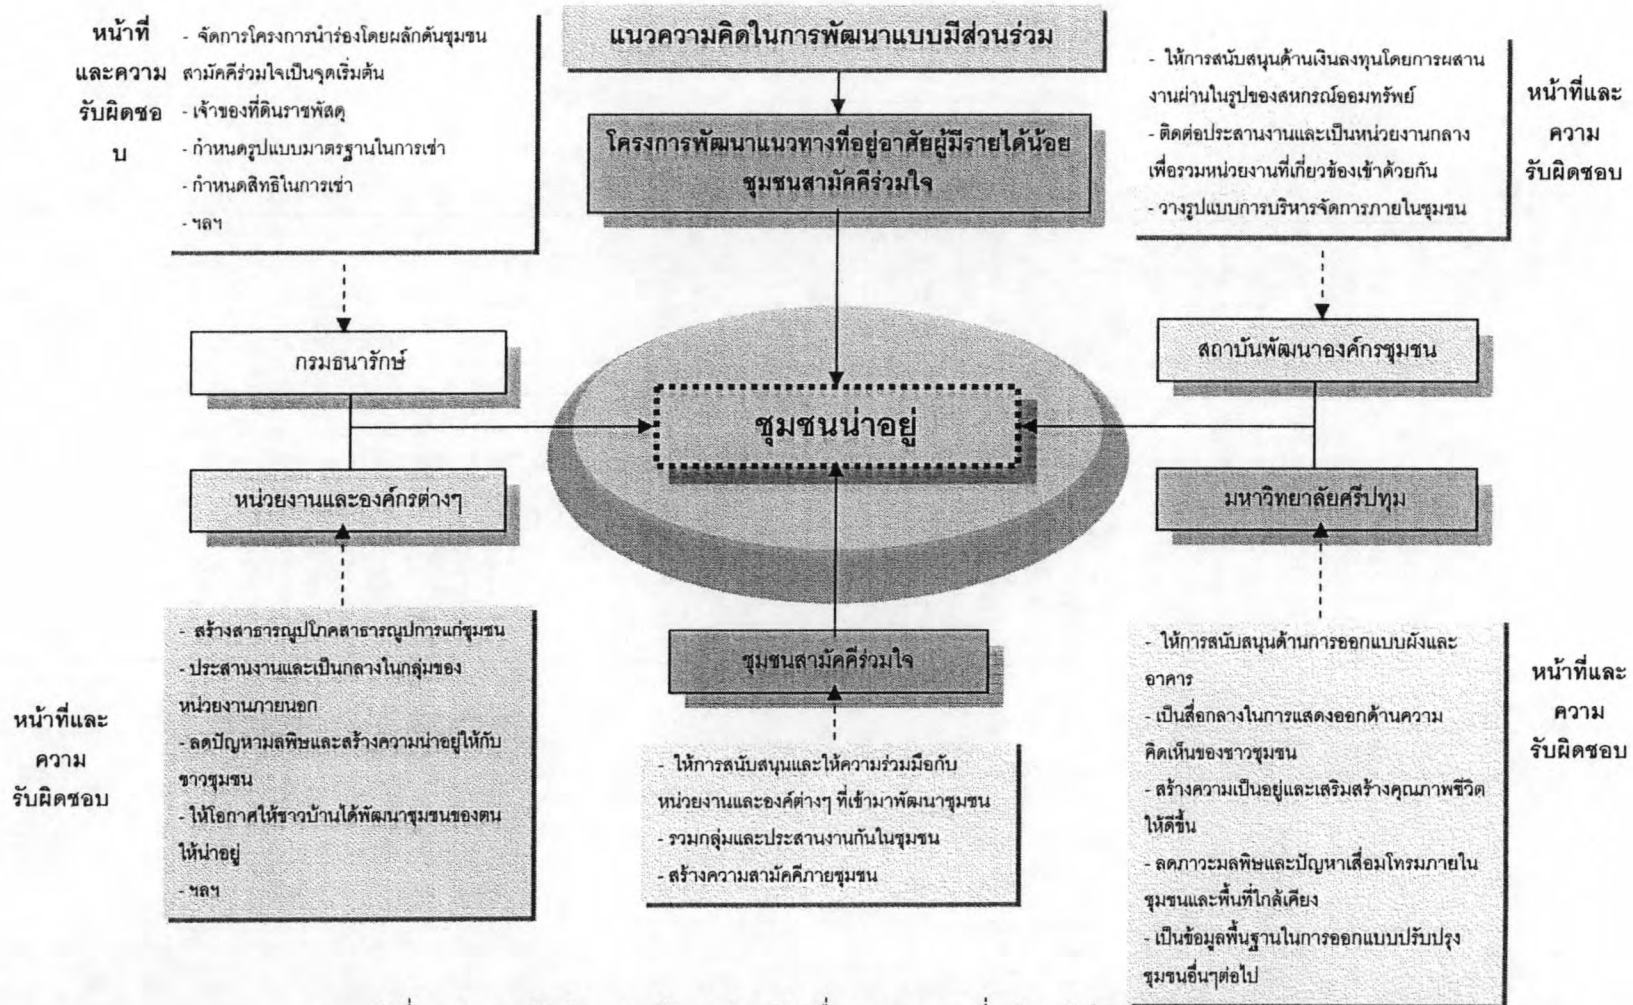 แนวความคิดในการพัฒนาแบบมีส่วนร่วม
โครงการพัฒนาแนวทางที่อยู่อาศัยผู้มีรายได้น้อย
ชุมชนสามัคคีร่วมใจ
หน้าที่
และความ
รับผิดชอ
บ
- จัดการโครงการนำร่องโดยผลักดันชุมชน
สามัคคีร่วมใจเป็นจุดเริ่มต้น
- เจ้าของที่ดินราชพัสดุ
- กำหนดรูปแบบมาตรฐานในการเช่า
- กำหนดสิทธิในการเช่า
- ฯลฯ
- ให้การสนับสนุนด้านเงินลงทุนโดยการผสาน
งานผ่านในรูปของสหกรณ์ออมทรัพย์
- ติดต่อประสานงานและเป็นหน่วยงานกลาง
เพื่อรวมหน่วยงานที่เกี่ยวข้องเข้าด้วยกัน
- วางรูปแบบการบริหารจัดการภายในชุมชน
หน้าที่และ
ความ
รับผิดชอบ
กรมธนารักษ์
สถาบันพัฒนาองค์กรชุมชน
ชุมชนน่าอยู่
หน่วยงานและองค์กรต่างๆ
มหาวิทยาลัยศรีปทุม
หน้าที่และ
ความ
รับผิดชอบ
- สร้างสาธารณูปโภคสาธารณูปการแก่ชุมชน
- ประสานงานและเป็นกลางในกลุ่มของ
หน่วยงานภายนอก
- ลดปัญหามลพิษและสร้างความน่าอยู่ให้กับ
ชาวชุมชน
- ให้โอกาสให้ชาวบ้านได้พัฒนาชุมชนของตน
ให้น่าอยู่
- ฯลฯ
ชุมชนสามัคคีร่วมใจ
- ให้การสนับสนุนและให้ความร่วมมือกับ
หน่วยงานและองค์ต่างๆ ที่เข้ามาพัฒนาชุมชน
- รวมกลุ่มและประสานงานกันในชุมชน
- สร้างความสามัคคีภายชุมชน
- ให้การสนับสนุนด้านการออกแบบผังและ
อาคาร
- เป็นสื่อกลางในการแสดงออกด้านความ
คิดเห็นของชาวชุมชน
- สร้างความเป็นอยู่และเสริมสร้างคุณภาพชีวิต
ให้ดีขึ้น
- ลดภาวะมลพิษและปัญหาเสื่อมโทรมภายใน
ชุมชนและพื้นที่ใกล้เคียง
- เป็นข้อมูลพื้นฐานในการออกแบบปรับปรุง
ชุมชนอื่นๆต่อไป
หน้าที่และ
ความ
รับผิดชอบ